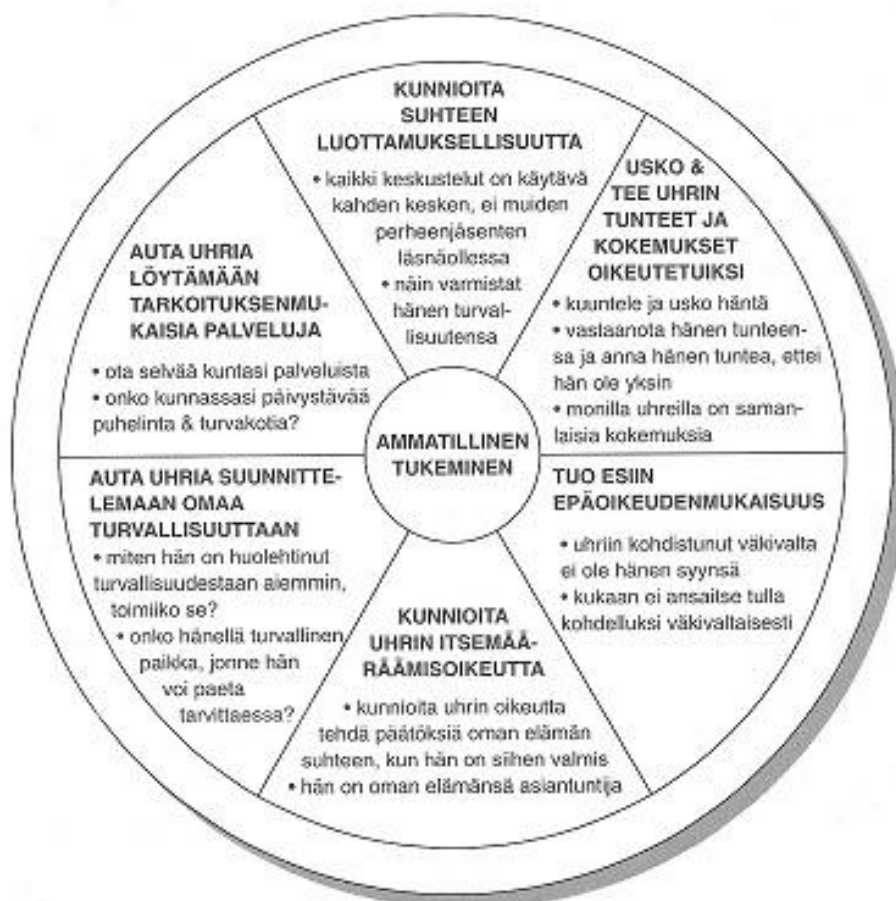 KUNNIOITA
SUHTEEN
LUOTTAMUKSELLISUUTTA
• kaikki keskustelut on käytävä
kahden kesken, ei muiden
perheenjäsenten
läsnäollessa
• näin varmistat
hänen turval-
lisuutensa
USKO &
TEE UHRIN
TUNTEET JA
KOKEMUKSET
OIKEUTETUIKSI
• kuuntele ja usko häntä
• vastaanota hänen tunteen-
sa ja anna hänen tuntea, ettei
hän ole yksin
• monilla uhreilla on saman-
laisia kokemuksia
TUO ESIIN
EPÄOIKEUDENMUKAISUUS
• uhriin kohdistunut väkivalta
ei ole hänen syynsä
• kukaan ei ansaitse tulla
kohdelluksi väkivaltaisesti
KUNNIOITA
UHRIN ITSEMÄÄ-
RÄÄMISOIKEUTTA
• kunnioita uhrin oikeutta
tehdä päätöksiä oman elämän
suhteen, kun hän on siihen valmis
• hän on oman elämänsä asiantuntija
AUTA UHRIA SUUNNITTE-
LEMAAN OMAA
TURVALLISUUTTAAN
• miten hän on huolehtinut
turvallisuudestaan aiemmin,
toimiiko se?
• onko hänellä turvallinen
paikka, jonne hän
voi paeta
tarvittaessa?
AUTA UHRIA
LÖYTÄMÄÄN
TARKOITUKSENMU-
KAISIA PALVELUJA
• ota selvää kuntasi palveluista
• onko kunnassasi päivystävää
puhelinta & turvakotia?
AMMATILLINEN
TUKEMINEN